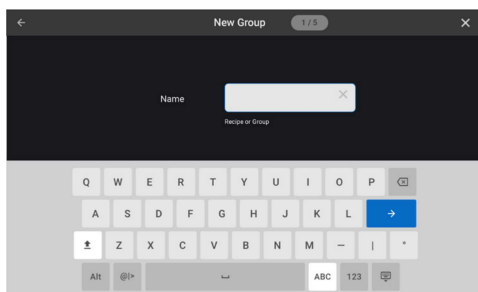 New Group 1 / 5
Name
Recipe or Group
Q W E R T Y U I O P
A S D F G H J K L
Z X C V B N M – | "
Alt @|» ABC 123